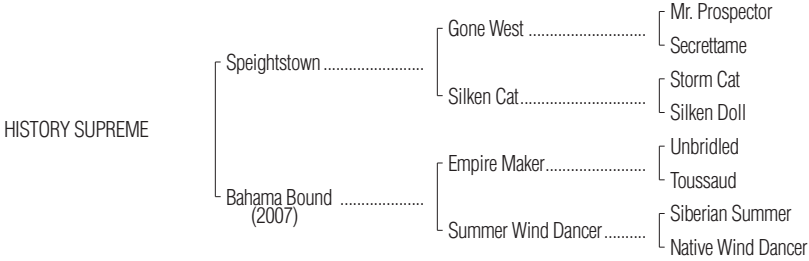 Mr. Prospector
Gone West ............................
Secrettame
Speightstown ........................
Storm Cat
Silken Cat..............................
Silken Doll
HISTORY SUPREME
Unbridled
Empire Maker........................
Toussaud
Bahama Bound ....................
(2007)
Siberian Summer
Summer Wind Dancer..........
Native Wind Dancer